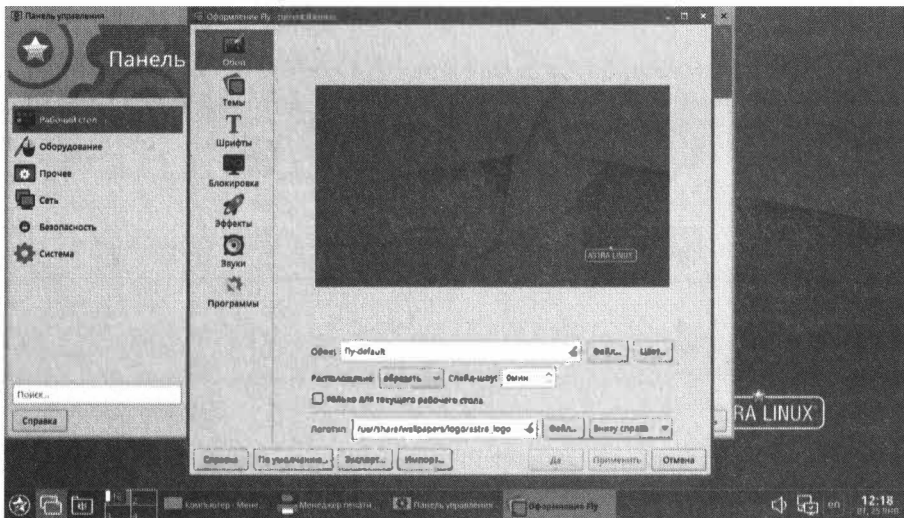 Панель управления
Оформление Fly
Панель
Рабочий стол
Оборудование
Прочее
Сеть
Безопасность
Система
Поиск...
Справка
Обои
Темы
Шрифты
Блокировка
Эффекты
Звуки
Программы
ASTRA LINUX
Обои: fly-default Файл... Цвет...
Расположение: обрезать Слайд-шоу: 0мин
только для текущего рабочего стола
Логотип: /usr/share/wallpapers/logo/astra_logo Файл... Внизу справа
Справка По умолчанию... Экспорт... Импорт... Да Применить Отмена
RA LINUX
Компьютер - Мене...
Менеджер печати
Панель управления
Оформление Fly
en
12:18